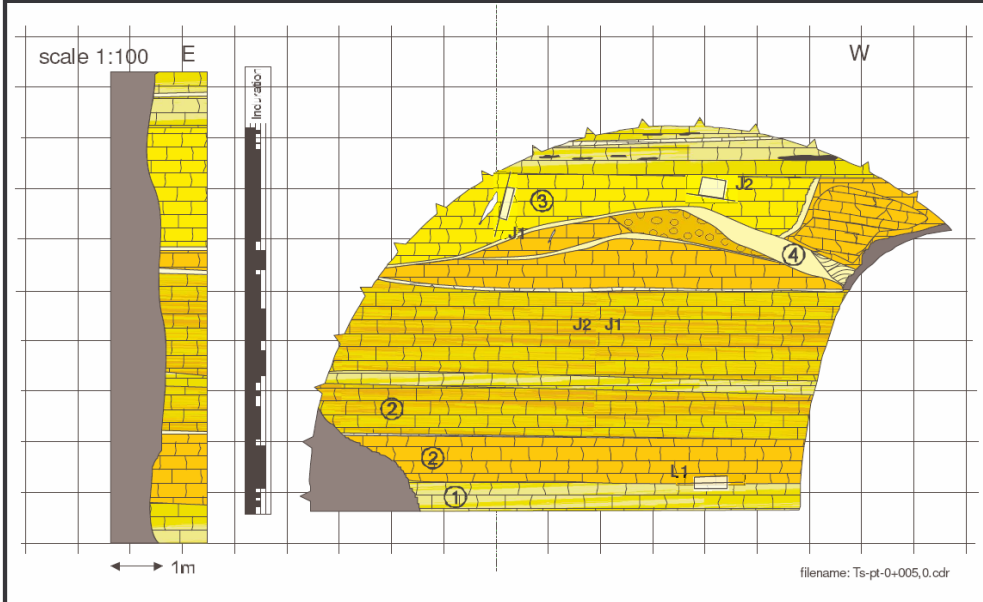 scale 1:100
E
W
J2
③
J1
④
J2 J1
②
②
L1
①
1m
filename: Ts-pt-0+005,0.cdr